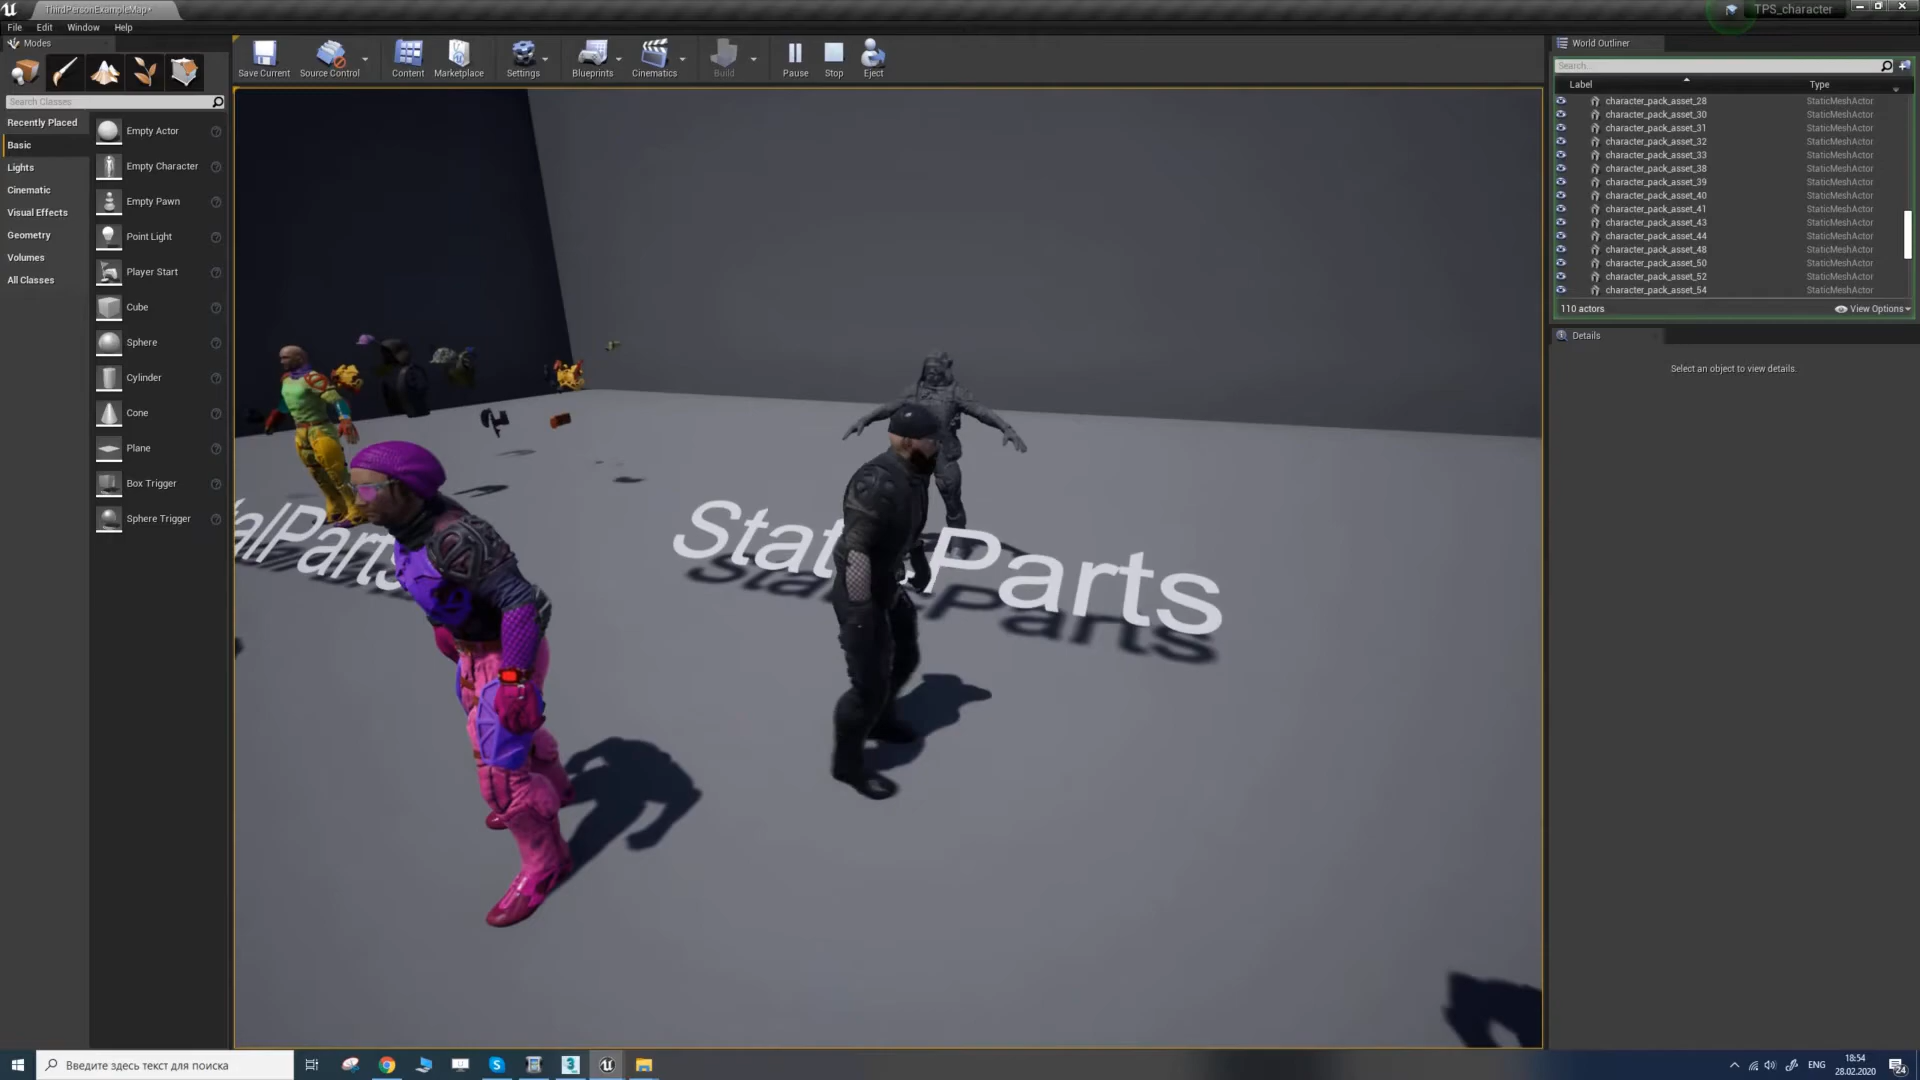 ThirdPersonExampleMap*
TPS_character
File Edit Window Help
Modes
Save Current
Source Control
Content
Marketplace
Settings
Blueprints
Cinematics
Build
Pause
Stop
Eject
World Outliner
Search Classes
Search...
Label
Type
Recently Placed
Basic
Lights
Cinematic
Visual Effects
Geometry
Volumes
All Classes
Empty Actor
Empty Character
Empty Pawn
Point Light
Player Start
Cube
Sphere
Cylinder
Cone
Plane
Box Trigger
Sphere Trigger
character_pack_asset_28 StaticMeshActor
character_pack_asset_30 StaticMeshActor
character_pack_asset_31 StaticMeshActor
character_pack_asset_32 StaticMeshActor
character_pack_asset_33 StaticMeshActor
character_pack_asset_38 StaticMeshActor
character_pack_asset_39 StaticMeshActor
character_pack_asset_40 StaticMeshActor
character_pack_asset_41 StaticMeshActor
character_pack_asset_43 StaticMeshActor
character_pack_asset_44 StaticMeshActor
character_pack_asset_48 StaticMeshActor
character_pack_asset_50 StaticMeshActor
character_pack_asset_52 StaticMeshActor
character_pack_asset_54 StaticMeshActor
110 actors
View Options
Details
Select an object to view details.
alParts
Stat Parts
Введите здесь текст для поиска
ENG
18:54
28.02.2020
24